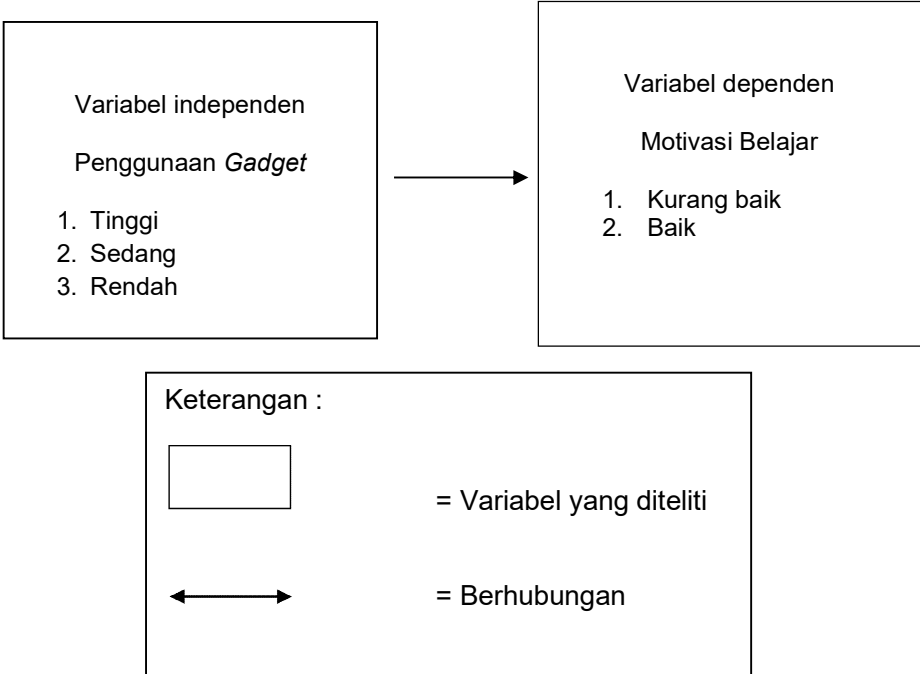 Variabel independen
Penggunaan Gadget
1. Tinggi
2. Sedang
3. Rendah
Variabel dependen
Motivasi Belajar
1. Kurang baik
2. Baik
Keterangan :
= Variabel yang diteliti
= Berhubungan